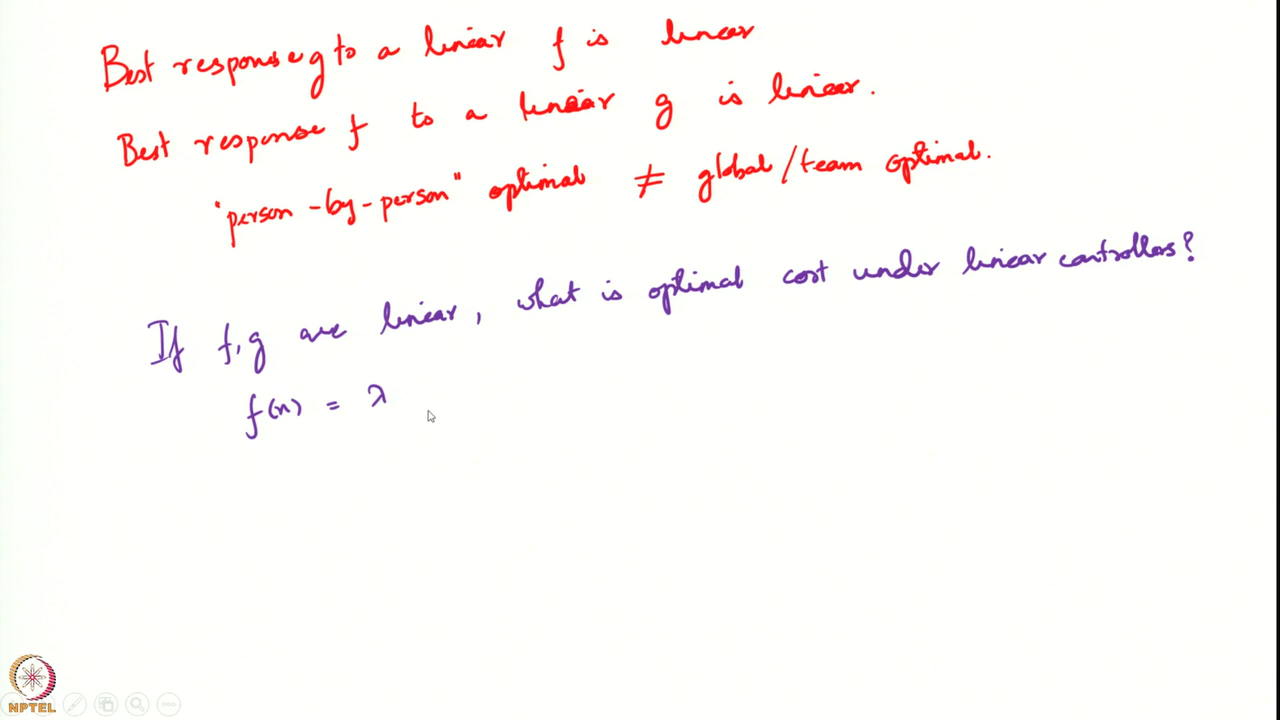 Best response g to a linear f is linear
Best response f to a linear g is linear.
"person-by-person" optimal ≠ global/team optimal.
If f,g are linear, what is optimal cost under linear controllers?
f(x) = λ
NPTEL